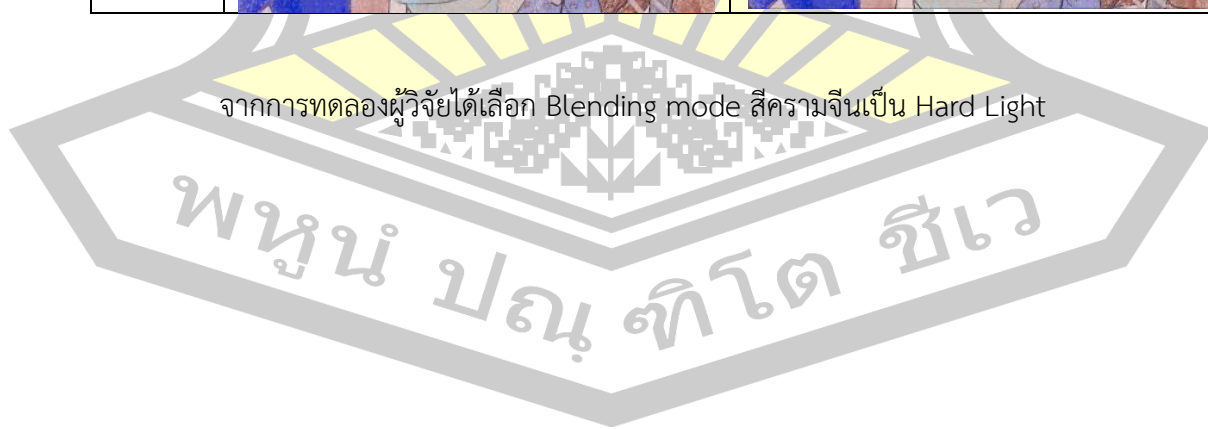 จากการทดลองผู้วิจัยได้เลือก Blending mode สีครามจีนเป็น Hard Light
พหูนํ ปณฺฑิโต ชีเว